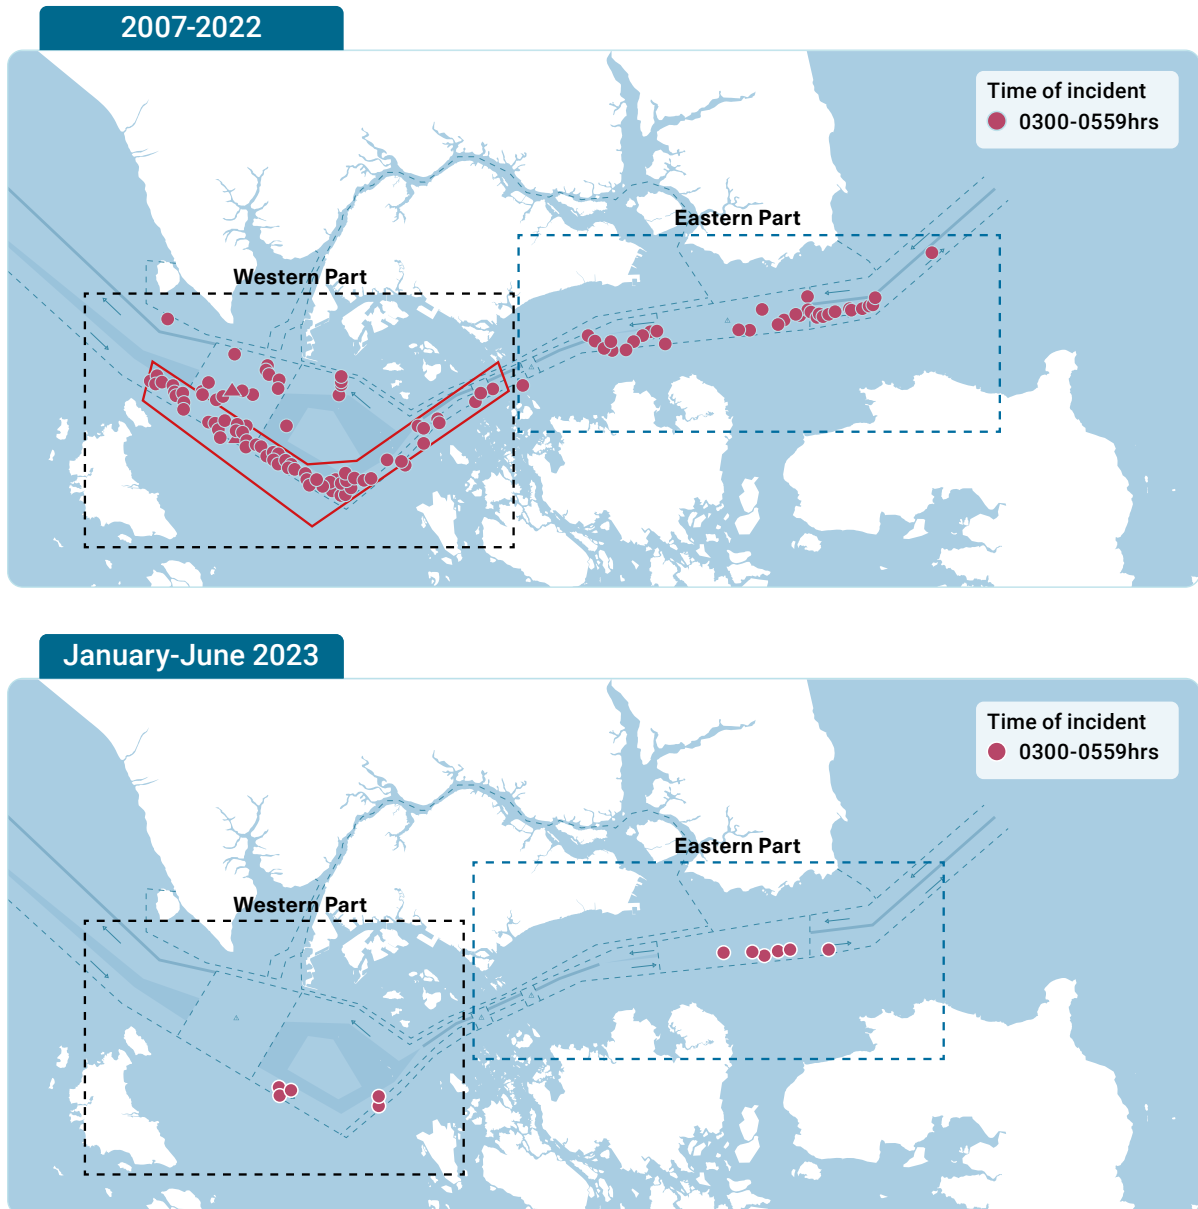 2007-2022
Time of incident
0300-0559hrs
Eastern Part
Western Part
January-June 2023
Time of incident
0300-0559hrs
Eastern Part
Western Part